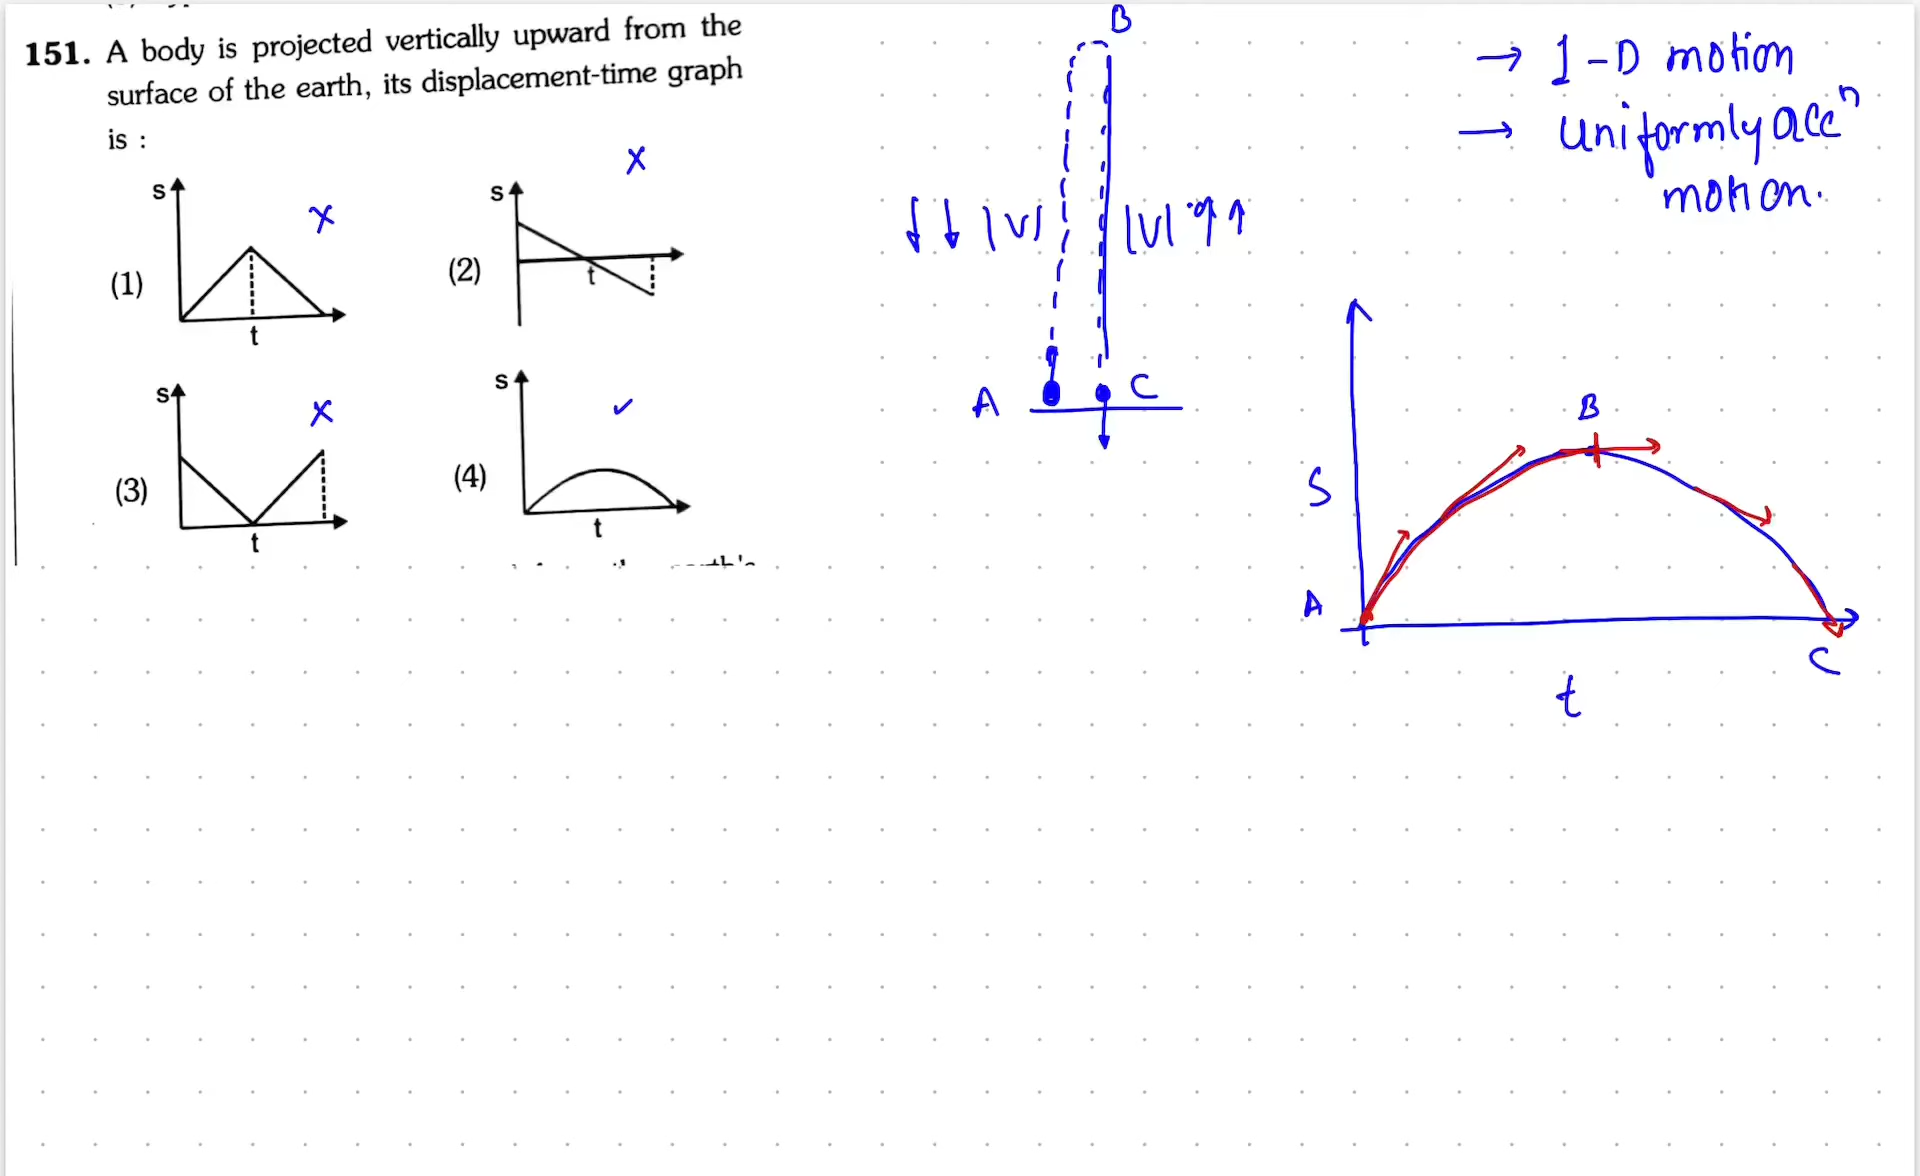 151. A body is projected vertically upward from the
surface of the earth, its displacement-time graph
is :
(1) s t x
(2) s t x
(3) s t x
(4) s t ✓
B
↓↓ |v|
|v| ↑↑
A
C
→ 1-D motion
→ Uniformly accⁿ
motion.
B
S
A
C
t